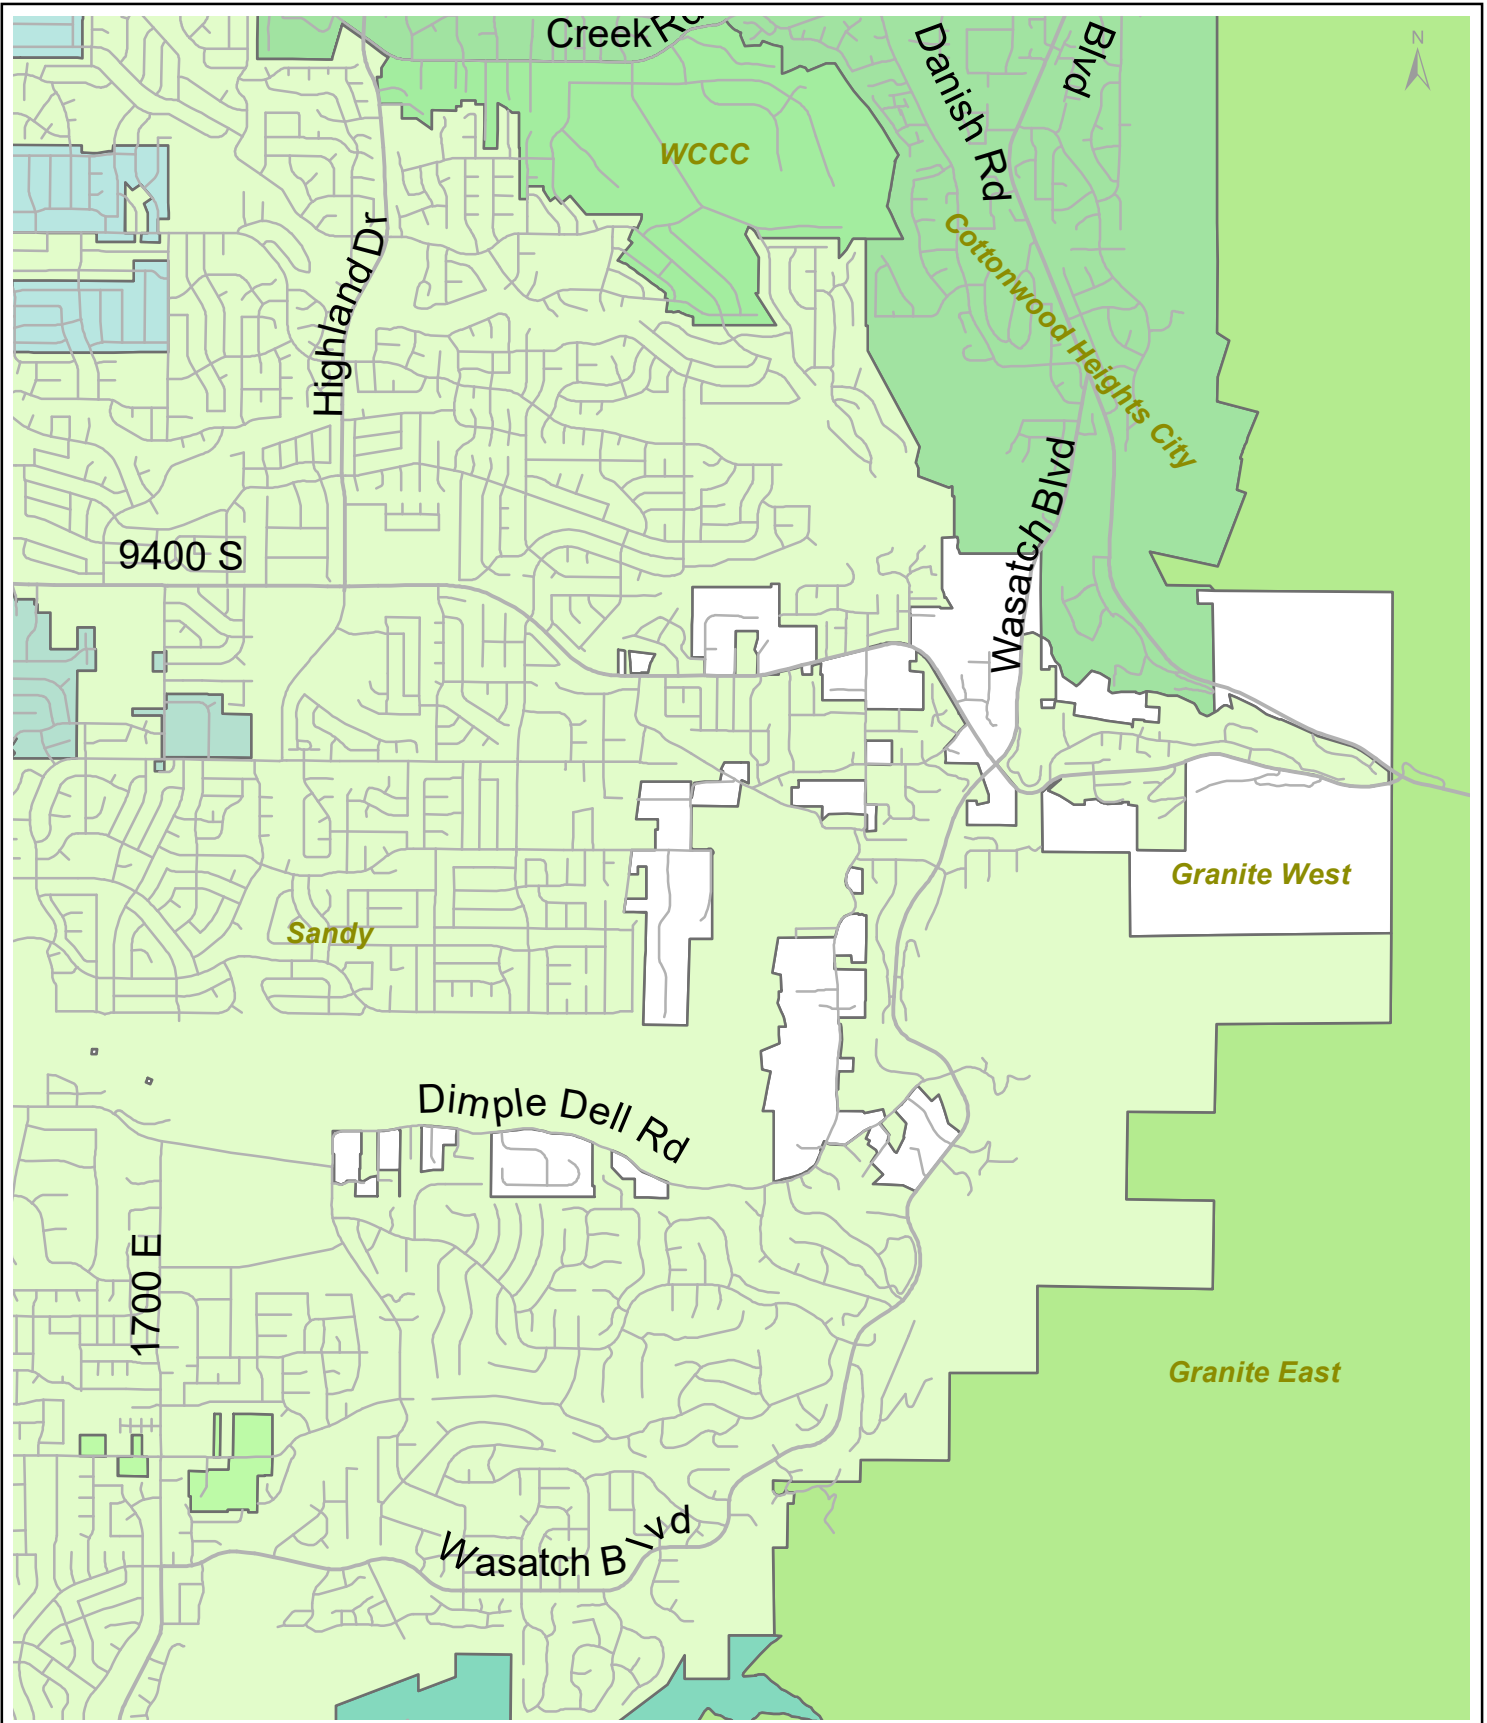 Creek Rd
Danish Rd
Blvd
N
WCCC
Cottonwood Heights City
Highland Dr
Wasatch Blvd
9400 S
Granite West
Sandy
Dimple Dell Rd
1700 E
Granite East
Wasatch Blvd